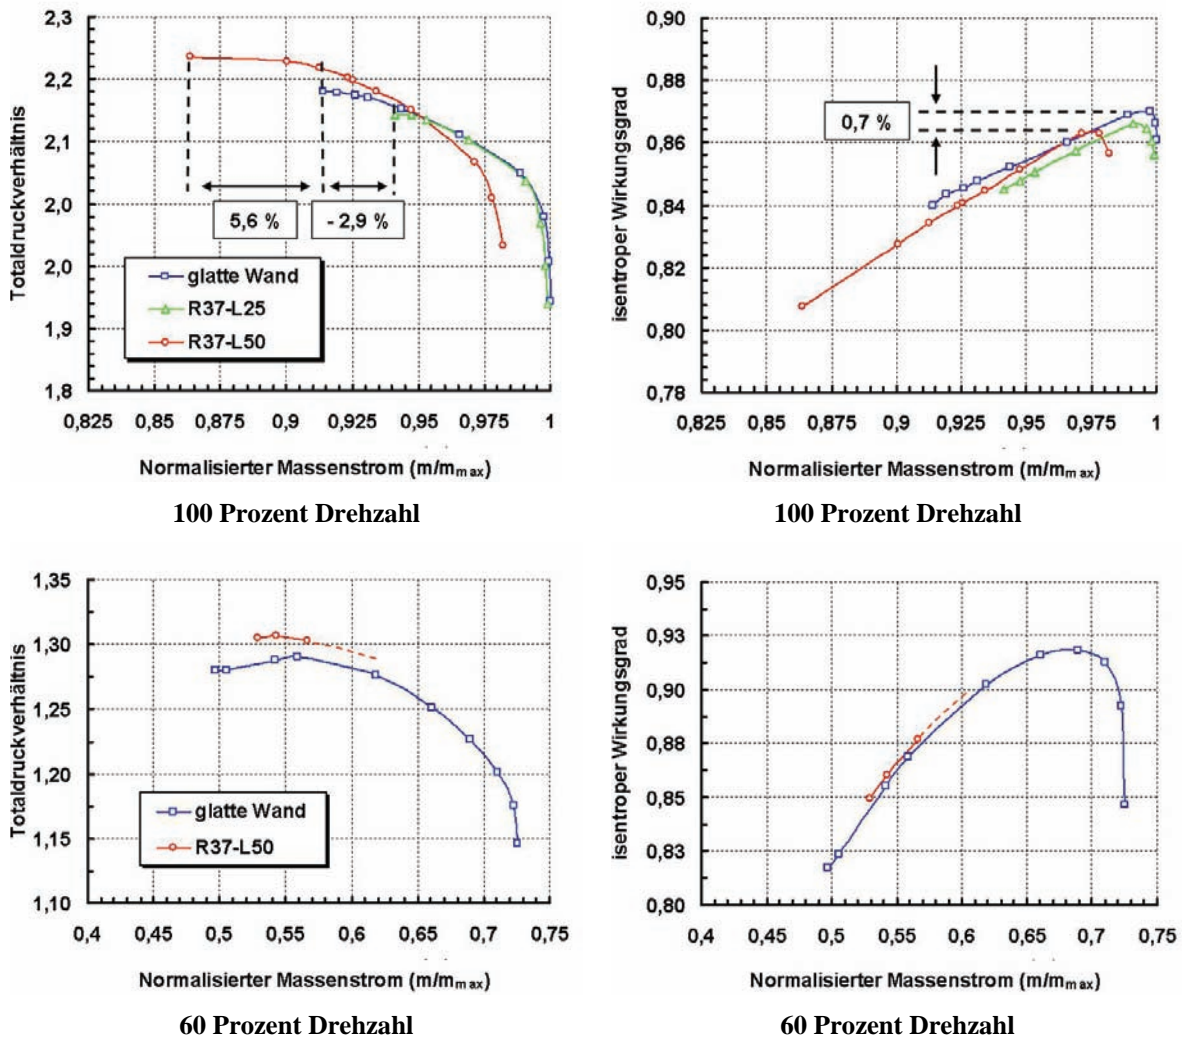 2,3
2,2
2,1
2,0
2,0
1,9
1,8
Totaldruckverhältnis
5,6 %
- 2,9 %
glatte Wand
R37-L25
R37-L50
0,825 0,85 0,875 0,9 0,925 0,95 0,975 1
Normalisierter Massenstrom (m/mmax)
100 Prozent Drehzahl
0,90
0,88
0,86
0,84
0,82
0,80
0,78
isentroper Wirkungsgrad
0,7 %
0,825 0,85 0,875 0,9 0,925 0,95 0,975 1
Normalisierter Massenstrom (m/mmax)
100 Prozent Drehzahl
1,35
1,30
1,25
1,20
1,15
1,10
Totaldruckverhältnis
glatte Wand
R37-L50
0,4 0,45 0,5 0,55 0,6 0,65 0,7 0,75
Normalisierter Massenstrom (m/mmax)
60 Prozent Drehzahl
0,95
0,93
0,90
0,88
0,85
0,83
0,80
isentroper Wirkungsgrad
0,4 0,45 0,5 0,55 0,6 0,65 0,7 0,75
Normalisierter Massenstrom (m/mmax)
60 Prozent Drehzahl